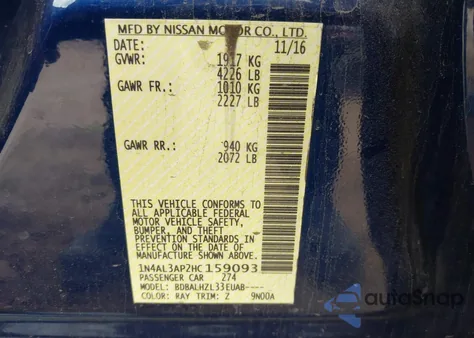 MFD BY NISSAN MOTOR CO., LTD.
DATE: 11/16
GVWR: 1917 KG
4226 LB
GAWR FR.: 1010 KG
2227 LB
GAWR RR.: 940 KG
2072 LB
THIS VEHICLE CONFORMS TO
ALL APPLICABLE FEDERAL
MOTOR VEHICLE SAFETY,
BUMPER, AND THEFT
PREVENTION STANDARDS IN
EFFECT ON THE DATE OF
MANUFACTURE SHOWN ABOVE.
1N4AL3AP2HC 159093
PASSENGER CAR 274
MODEL: BDBALHZL33EUAB----
COLOR: RAY TRIM: Z 9N00A
autoSnap